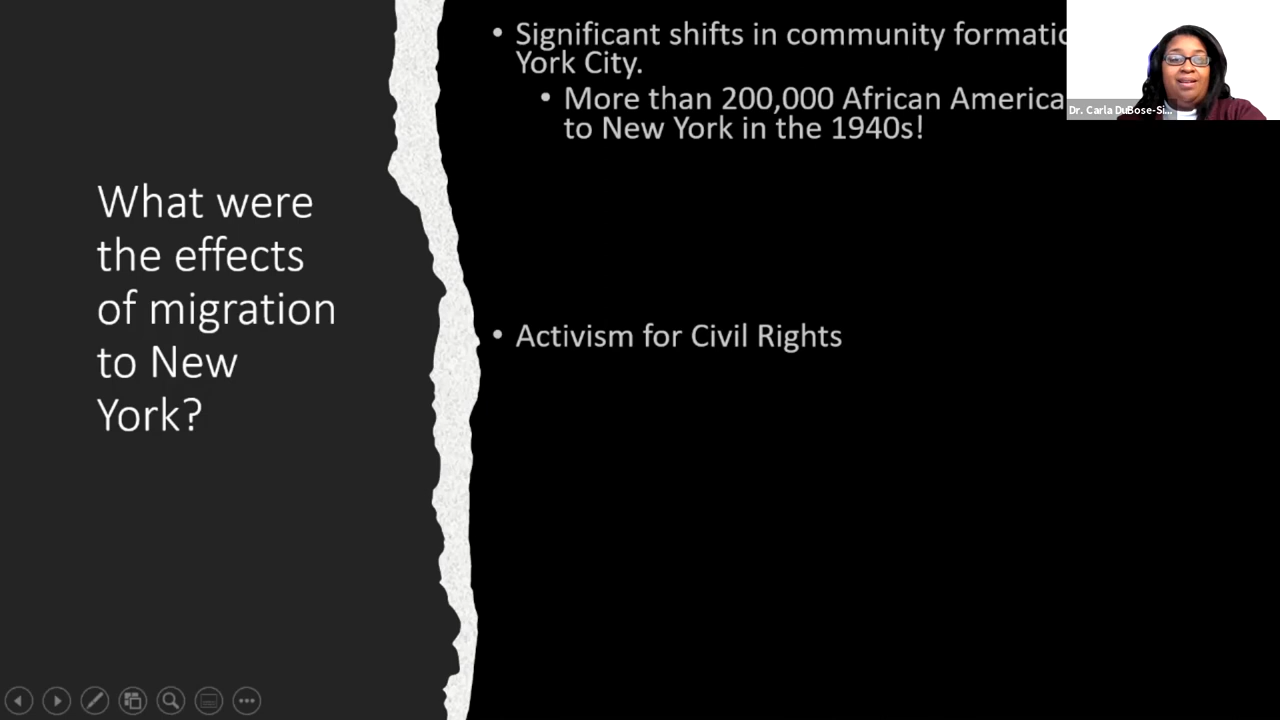 What were
the effects
of migration
to New
York?
• Significant shifts in community formatio
York City.
• More than 200,000 African America
to New York in the 1940s!
• Activism for Civil Rights
Dr. Carla DuBose-Si...